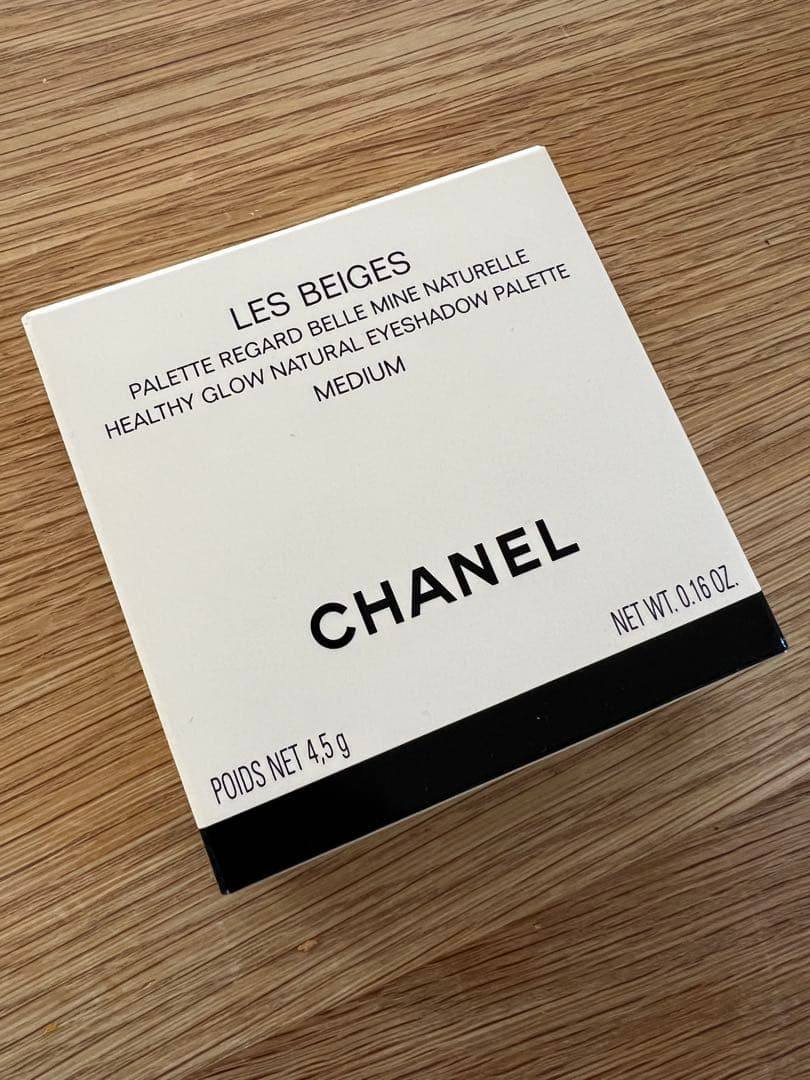 LES BEIGES
PALETTE REGARD BELLE MINE NATURELLE
HEALTHY GLOW NATURAL EYESHADOW PALETTE
MEDIUM
CHANEL
POIDS NET 4,5 g
NET WT. 0.16 OZ.